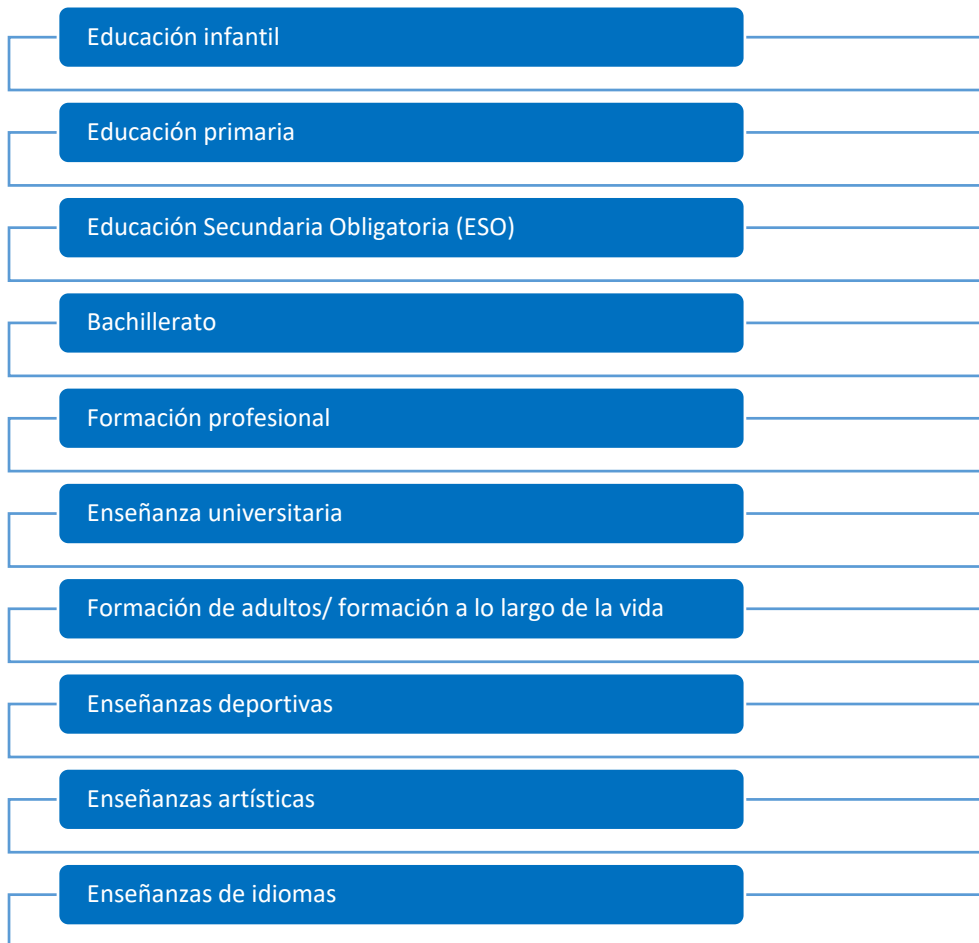 Educación infantil
Educación primaria
Educación Secundaria Obligatoria (ESO)
Bachillerato
Formación profesional
Enseñanza universitaria
Formación de adultos/ formación a lo largo de la vida
Enseñanzas deportivas
Enseñanzas artísticas
Enseñanzas de idiomas